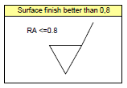 Surface finish better than 0,8
RA <=0.8